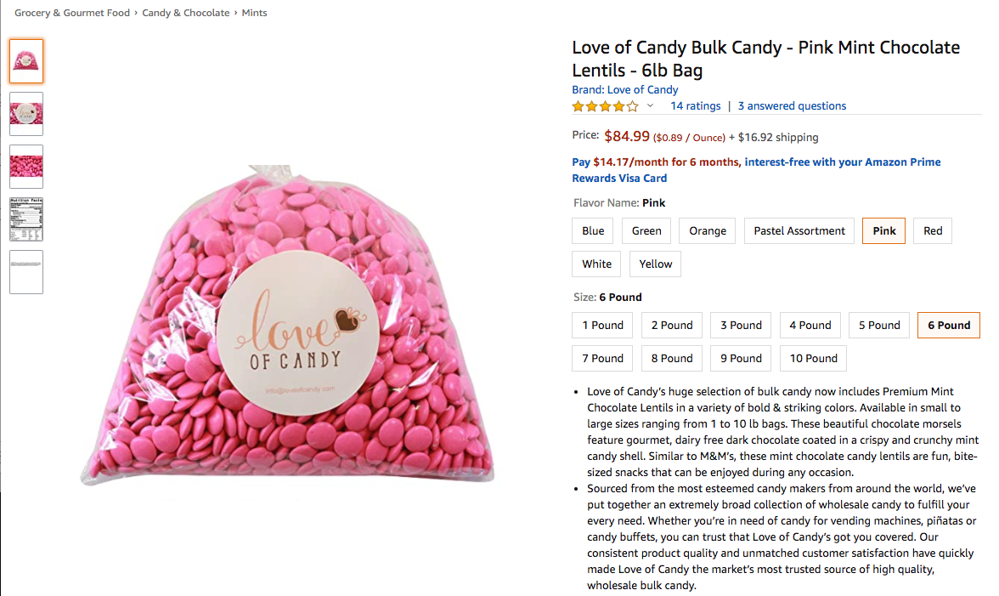 Grocery & Gourmet Food › Candy & Chocolate › Mints
Love of Candy Bulk Candy - Pink Mint Chocolate
Lentils - 6lb Bag
Brand: Love of Candy
14 ratings | 3 answered questions
Price: $84.99 ($0.89 / Ounce) + $16.92 shipping
Pay $14.17/month for 6 months, interest-free with your Amazon Prime
Rewards Visa Card
Flavor Name: Pink
Blue Green Orange Pastel Assortment Pink Red
White Yellow
Size: 6 Pound
1 Pound 2 Pound 3 Pound 4 Pound 5 Pound 6 Pound
7 Pound 8 Pound 9 Pound 10 Pound
• Love of Candy’s huge selection of bulk candy now includes Premium Mint
Chocolate Lentils in a variety of bold & striking colors. Available in small to
large sizes ranging from 1 to 10 lb bags. These beautiful chocolate morsels
feature gourmet, dairy free dark chocolate coated in a crispy and crunchy mint
candy shell. Similar to M&M’s, these mint chocolate candy lentils are fun, bite-
sized snacks that can be enjoyed during any occasion.
• Sourced from the most esteemed candy makers from around the world, we’ve
put together an extremely broad collection of wholesale candy to fulfill your
every need. Whether you’re in need of candy for vending machines, piñatas or
candy buffets, you can trust that Love of Candy’s got you covered. Our
consistent product quality and unmatched customer satisfaction have quickly
made Love of Candy the market’s most trusted source of high quality,
wholesale bulk candy.
love
OF CANDY
info@loveofcandy.com
Nutrition Facts